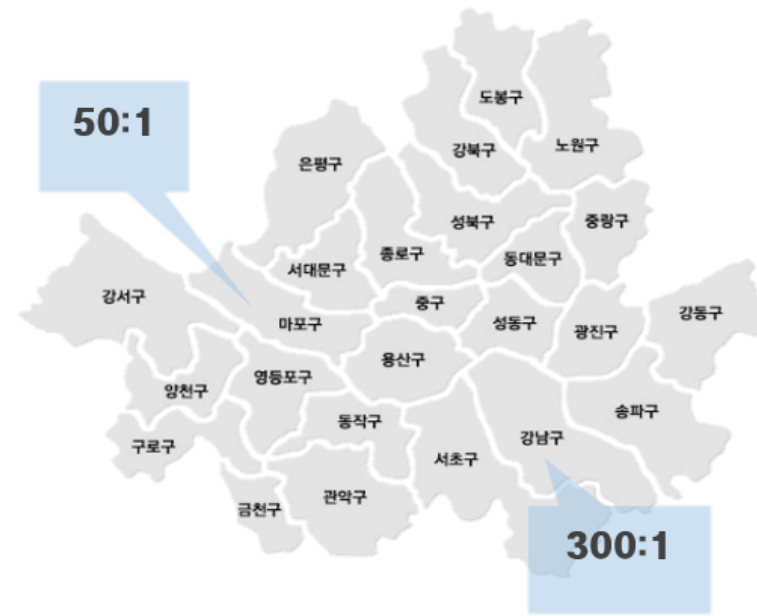 도봉구
50:1
노원구
강북구
은평구
중랑구
성북구
종로구
동대문구
서대문구
강서구
중구
강동구
마포구
성동구
광진구
용산구
영등포구
양천구
송파구
동작구
강남구
구로구
서초구
관악구
금천구
300:1